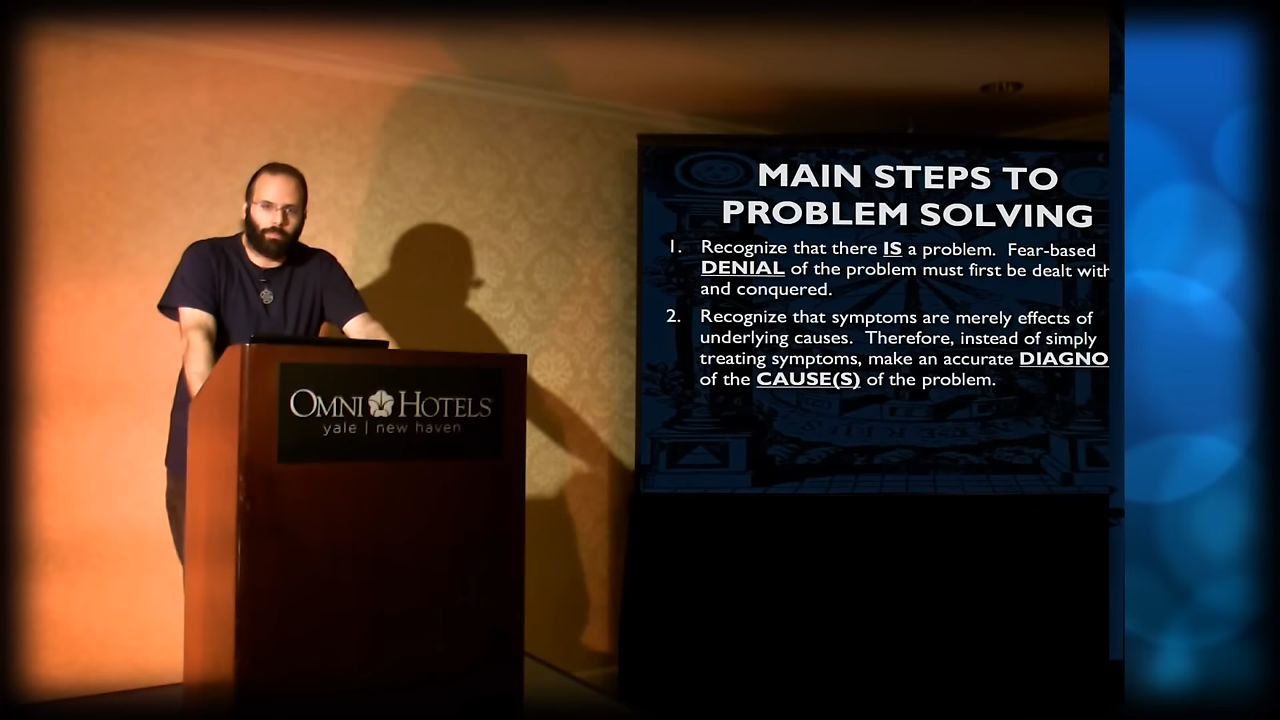 OMNI HOTELS
yale | new haven
MAIN STEPS TO
PROBLEM SOLVING
1. Recognize that there IS a problem. Fear-based
DENIAL of the problem must first be dealt with
and conquered.
2. Recognize that symptoms are merely effects of
underlying causes. Therefore, instead of simply
treating symptoms, make an accurate DIAGNO
of the CAUSE(S) of the problem.